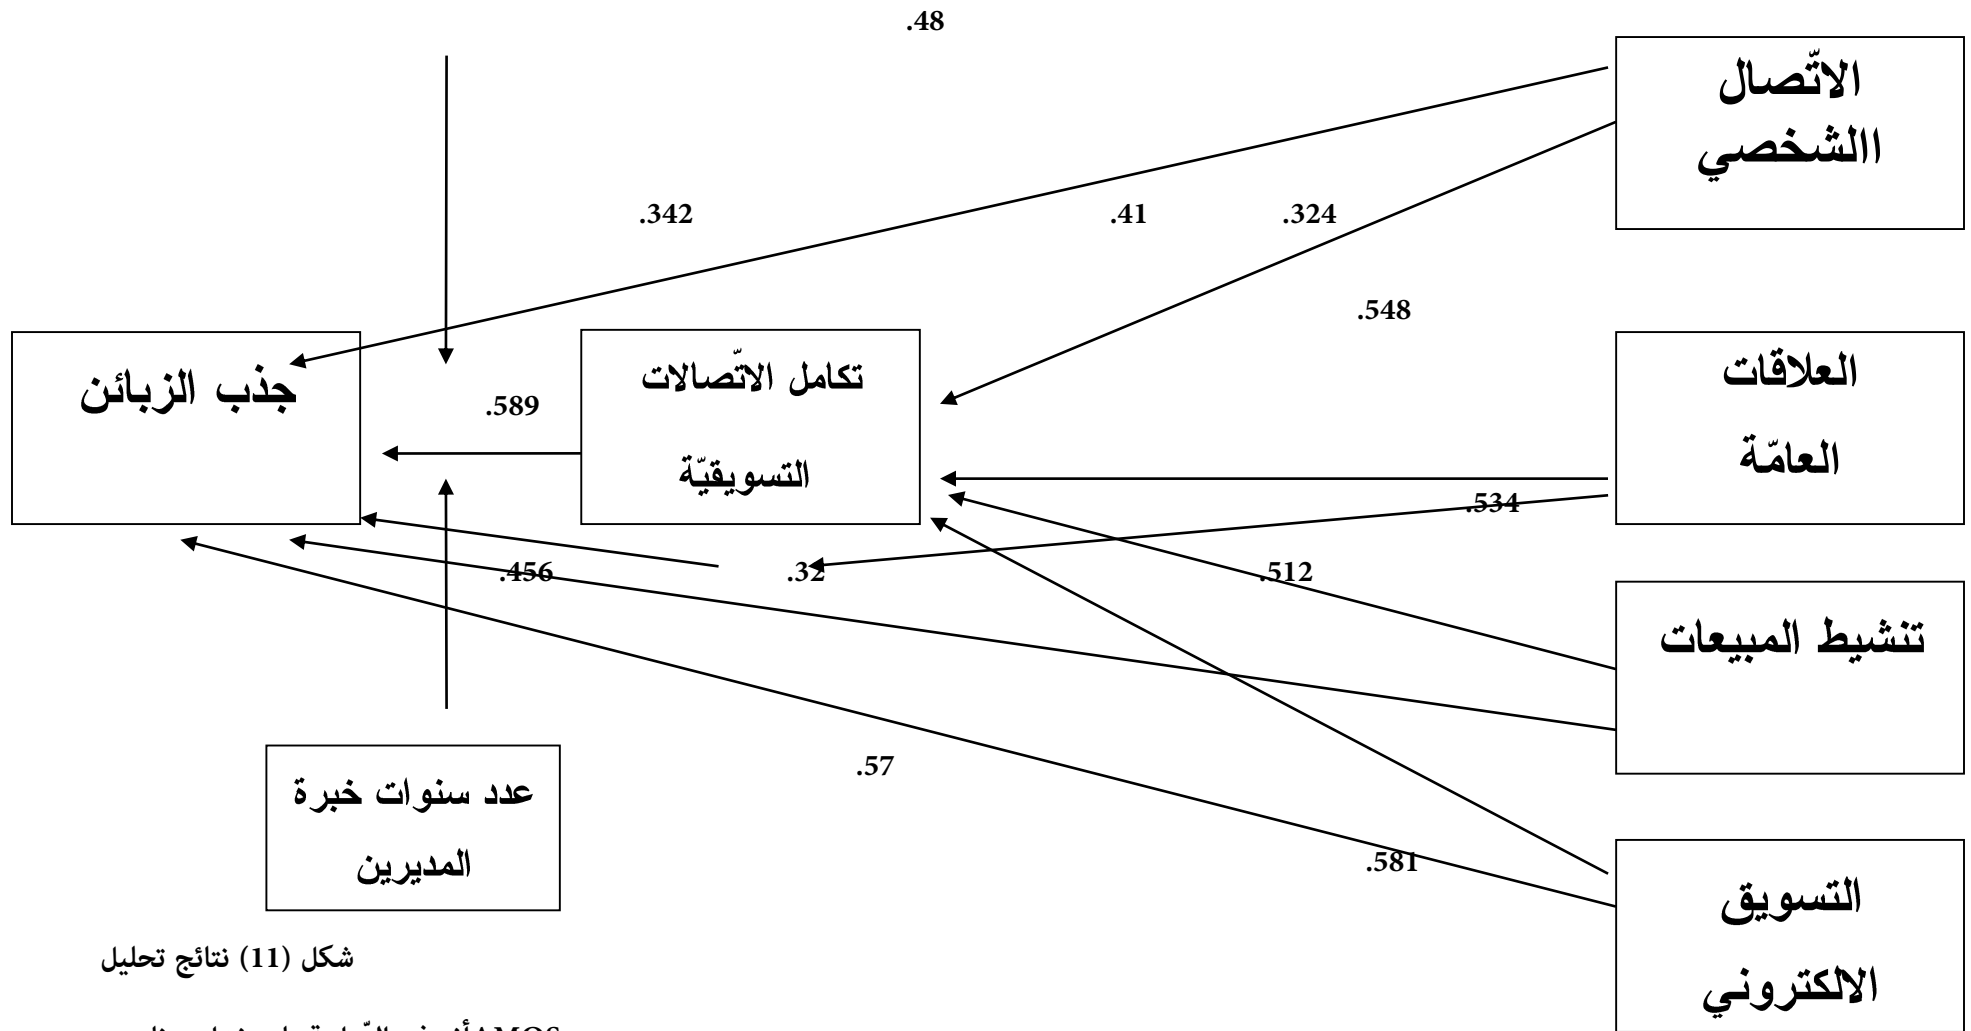 .48
الاتّصال
االشخصي
.342 .41 .324
.548
العلاقات
العامّة
تكامل الاتّصالات
التسويقيّة
جذب الزبائن
.589
.534
.456 .32 .512
تنشيط المبيعات
.57
عدد سنوات خبرة
المديرين
.581
التسويق
الالكتروني
شكل (11) نتائج تحليل
AMOS